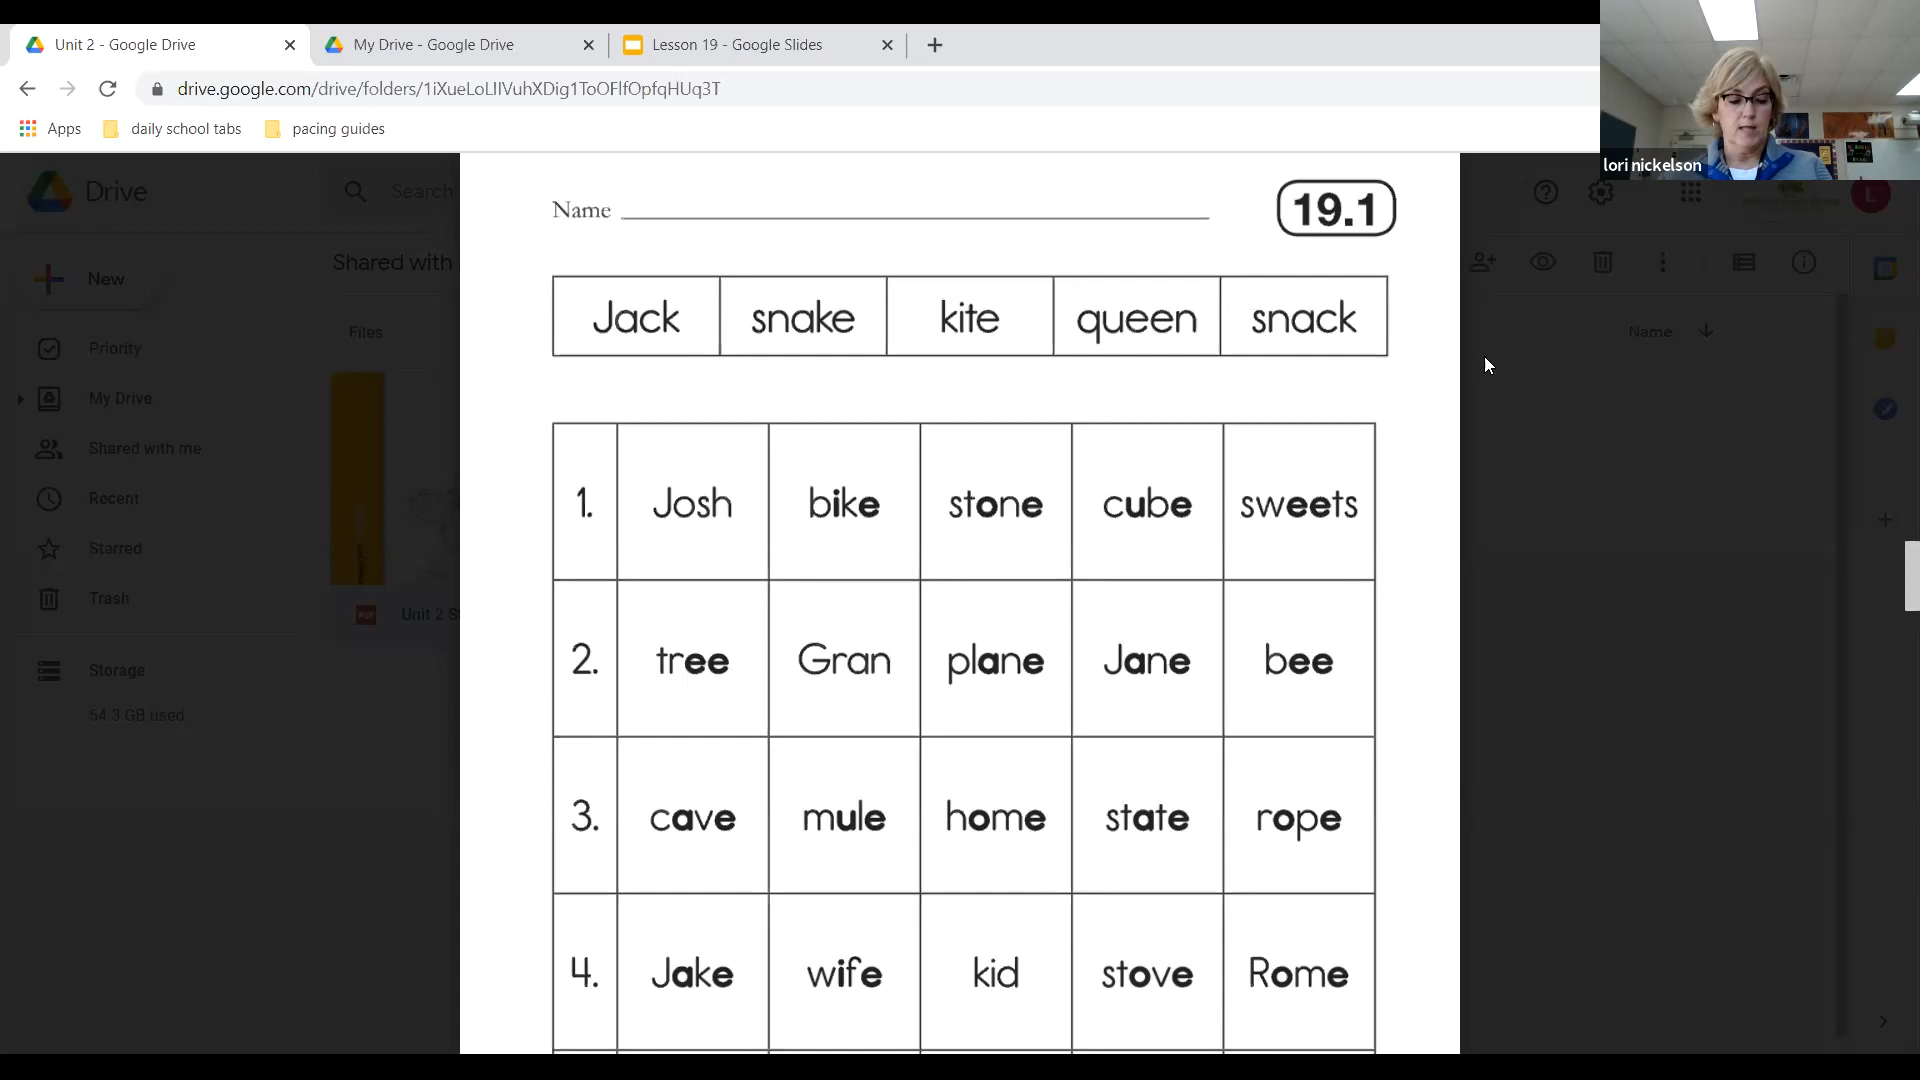 Unit 2 - Google Drive
My Drive - Google Drive
Lesson 19 - Google Slides
drive.google.com/drive/folders/1iXueLoLIIVuhXDig1ToOFlfOpfqHUq3T
Apps
daily school tabs
pacing guides
lori nickelson
Drive
Search
L
New
Shared with
Priority
My Drive
Shared with me
Recent
Starred
Trash
Storage
54.3 GB used
Files
Name
Unit 2 S
Name
19.1
Jack snake kite queen snack
1. Josh bike stone cube sweets
2. tree Gran plane Jane bee
3. cave mule home state rope
4. Jake wife kid stove Rome